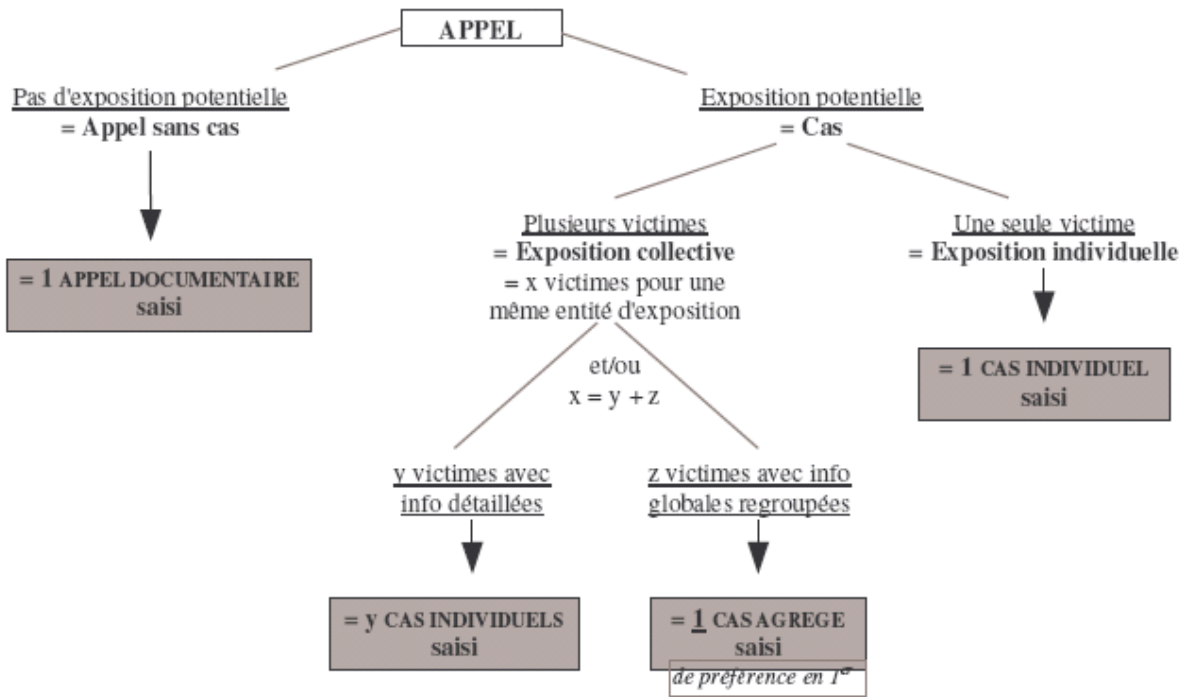 APPEL
Pas d'exposition potentielle
= Appel sans cas
Exposition potentielle
= Cas
Plusieurs victimes
= Exposition collective
= x victimes pour une
même entité d'exposition
Une seule victime
= Exposition individuelle
= 1 APPEL DOCUMENTAIRE
saisi
et/ou
x = y + z
= 1 CAS INDIVIDUEL
saisi
y victimes avec
info détaillées
z victimes avec info
globales regroupées
= y CAS INDIVIDUELS
saisi
= 1 CAS AGREGE
saisi
de préférence en 1er